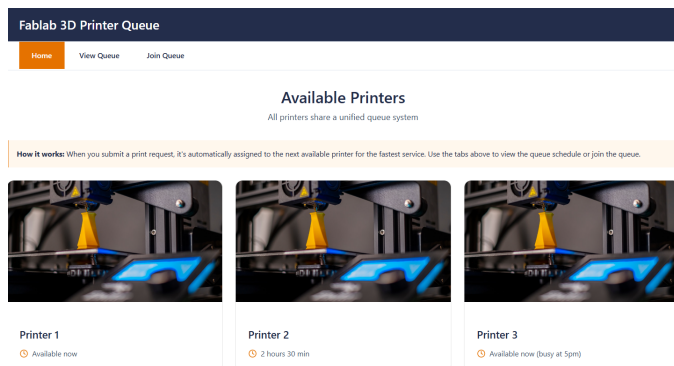 Fablab 3D Printer Queue
Home View Queue Join Queue
Available Printers
All printers share a unified queue system
How it works: When you submit a print request, it's automatically assigned to the next available printer for the fastest service. Use the tabs above to view the queue schedule or join the queue.
Printer 1 Printer 2 Printer 3
Available now 2 hours 30 min Available now (busy at 5pm)